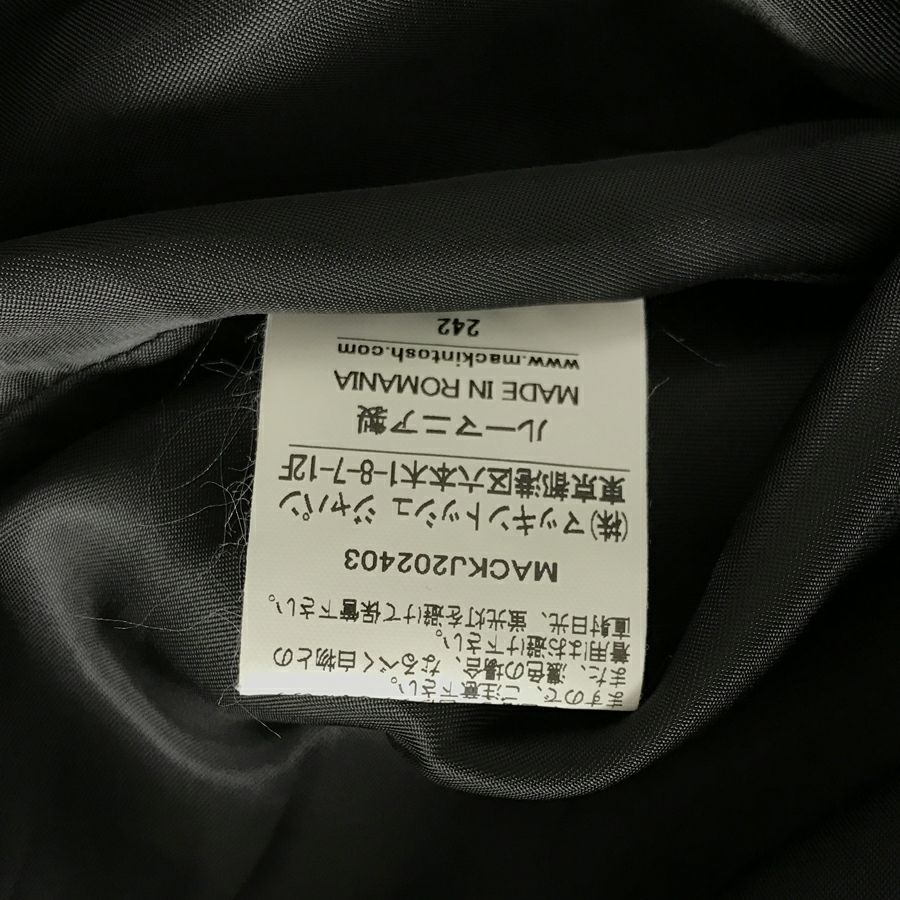 ますので、ご注意下さい。
また、濃色の場合、なるべく白物との
着用はお避け下さい。
直射日光、蛍光灯を避けて保管下さい。
MACKJ202403
(株)マッキントッシュ ジャパン
東京都港区六本木1-8-7-12F
ルーマニア製
MADE IN ROMANIA
www.mackintosh.com
242